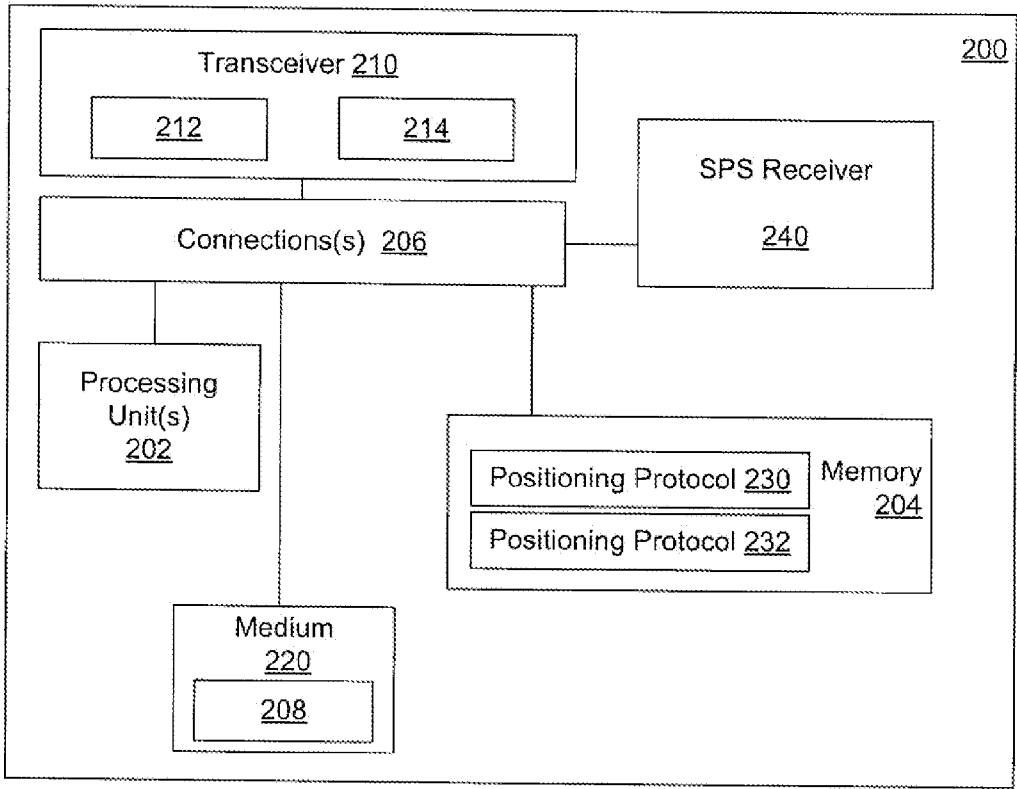 200
Transceiver 210
212 214
Connections(s) 206
SPS Receiver
240
Processing
Unit(s)
202
Positioning Protocol 230
Positioning Protocol 232
Memory
204
Medium
220
208